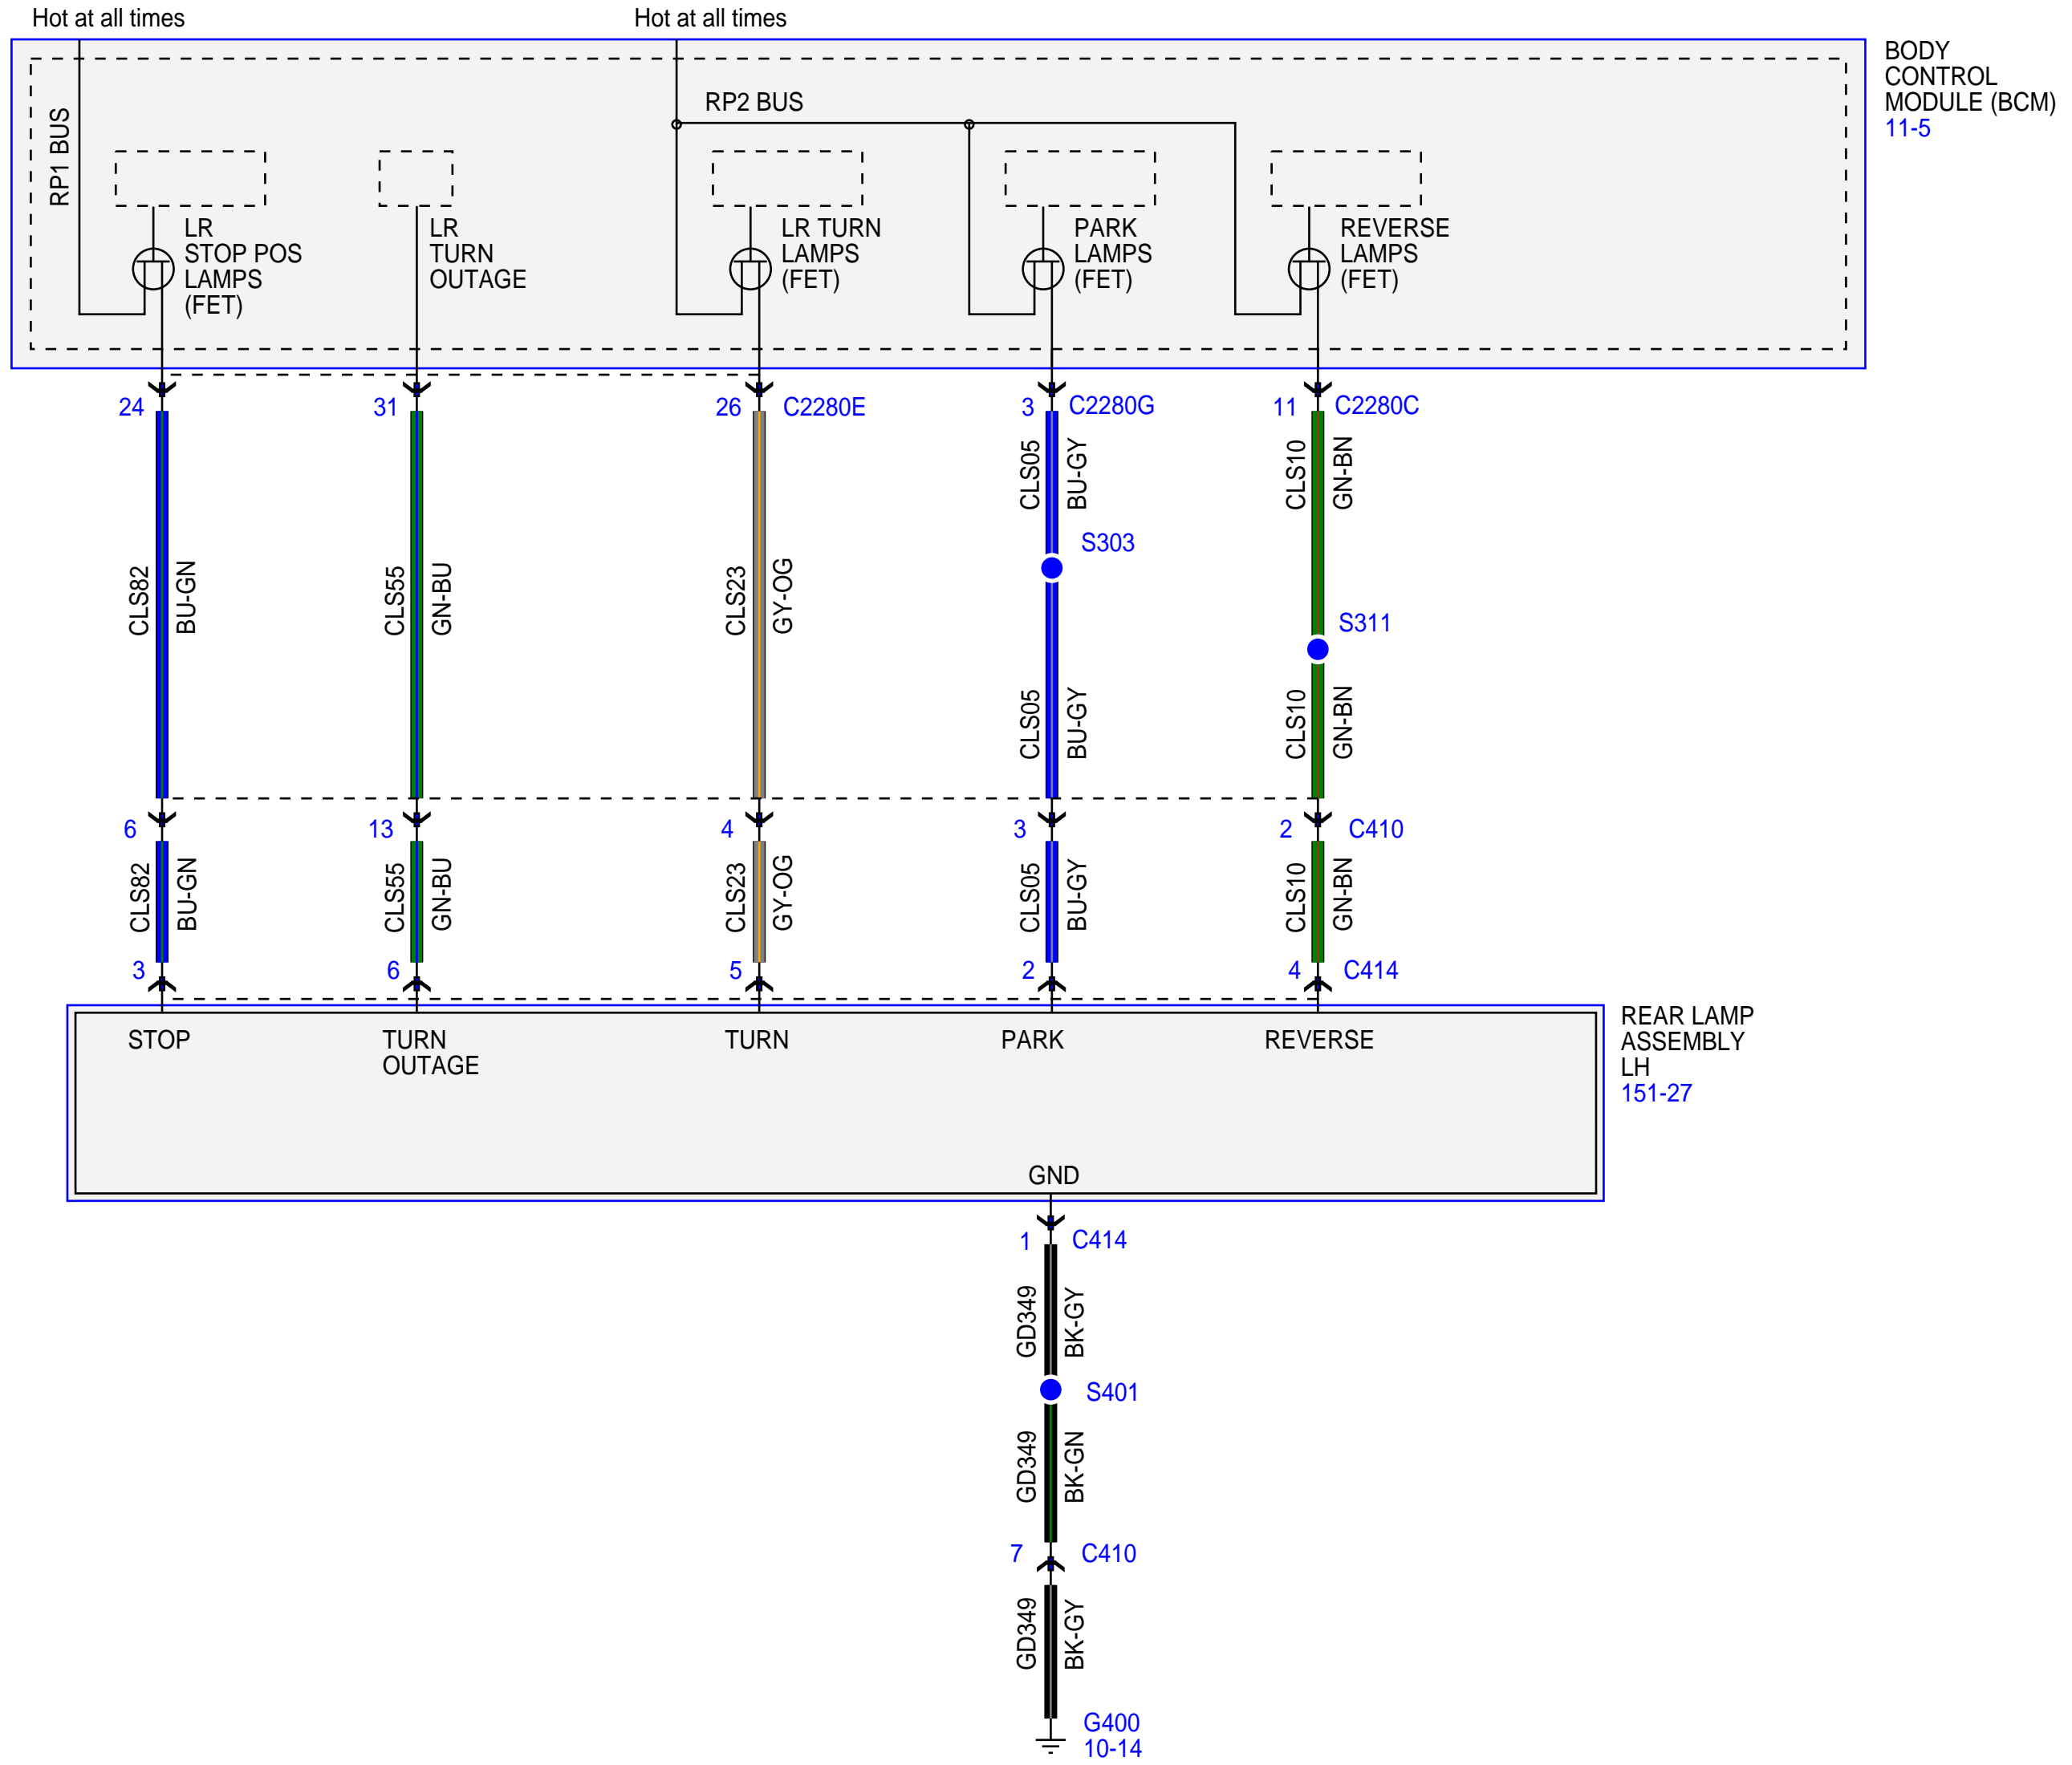 Hot at all times
Hot at all times
BODY
CONTROL
MODULE (BCM)
11-5
RP1 BUS
RP2 BUS
LR
STOP POS
LAMPS
(FET)
LR
TURN
OUTAGE
LR TURN
LAMPS
(FET)
PARK
LAMPS
(FET)
REVERSE
LAMPS
(FET)
24
31
26
C2280E
3
C2280G
11
C2280C
CLS82
BU-GN
CLS55
GN-BU
CLS23
GY-OG
CLS05
BU-GY
CLS10
GN-BN
S303
S311
CLS05
BU-GY
CLS10
GN-BN
6
13
4
3
2
C410
CLS82
BU-GN
CLS55
GN-BU
CLS23
GY-OG
CLS05
BU-GY
CLS10
GN-BN
3
6
5
2
4
C414
STOP
TURN
OUTAGE
TURN
PARK
REVERSE
REAR LAMP
ASSEMBLY
LH
151-27
GND
1
C414
GD349
BK-GY
S401
GD349
BK-GN
7
C410
GD349
BK-GY
G400
10-14